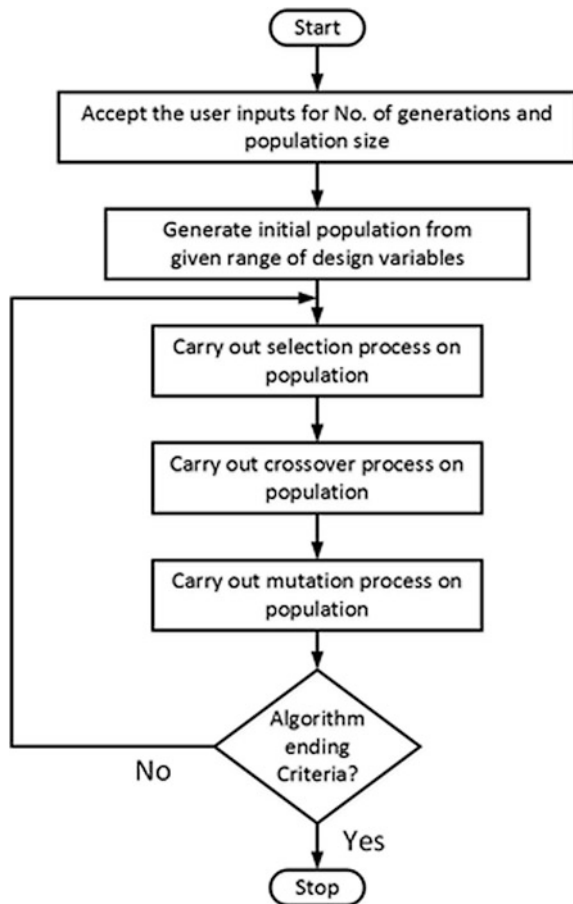 Start
Accept the user inputs for No. of generations and
population size
Generate initial population from
given range of design variables
Carry out selection process on
population
Carry out crossover process on
population
Carry out mutation process on
population
Algorithm
ending
Criteria?
No
Yes
Stop